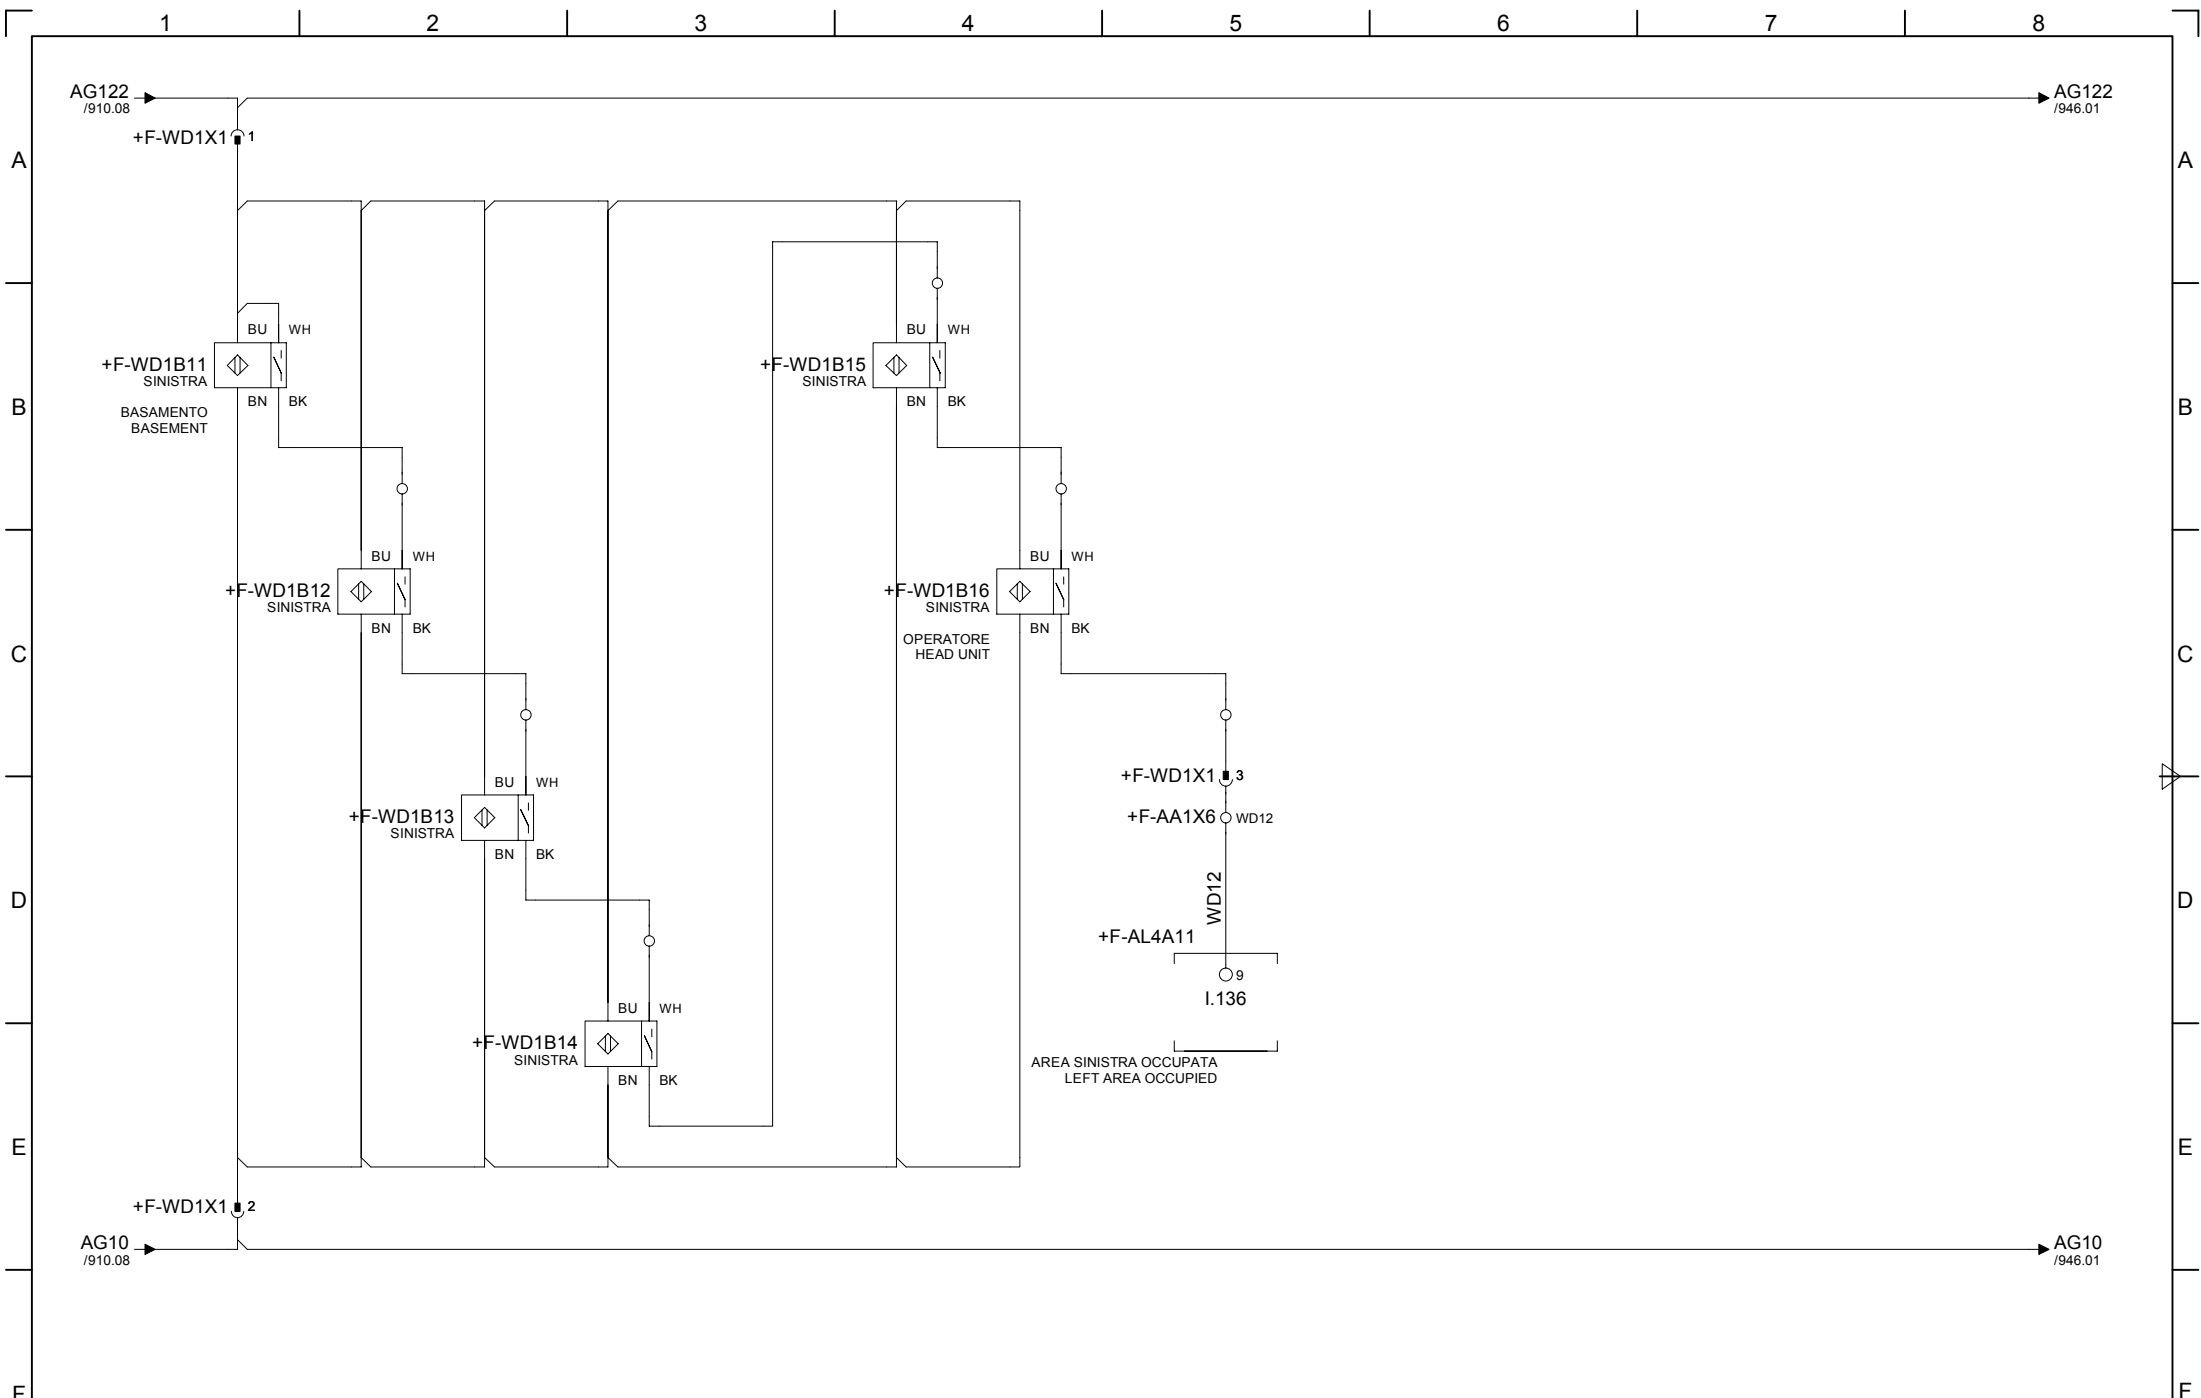 1 2 3 4 5 6 7 8
AG122
/910.08
AG122
/946.01
+F-WD1X1 1
A A
BU WH
+F-WD1B11
SINISTRA
BN BK
BASAMENTO
BASEMENT
BU WH
+F-WD1B15
SINISTRA
BN BK
B B
BU WH
+F-WD1B12
SINISTRA
BN BK
BU WH
+F-WD1B16
SINISTRA
BN BK
OPERATORE
HEAD UNIT
C C
+F-WD1X1 3
BU WH
+F-WD1B13
SINISTRA
BN BK
+F-AA1X6 WD12
WD12
D D
+F-AL4A11
9
I.136
BU WH
+F-WD1B14
SINISTRA
BN BK
AREA SINISTRA OCCUPATA
LEFT AREA OCCUPIED
E E
+F-WD1X1 2
AG10
/910.08
AG10
/946.01
F F